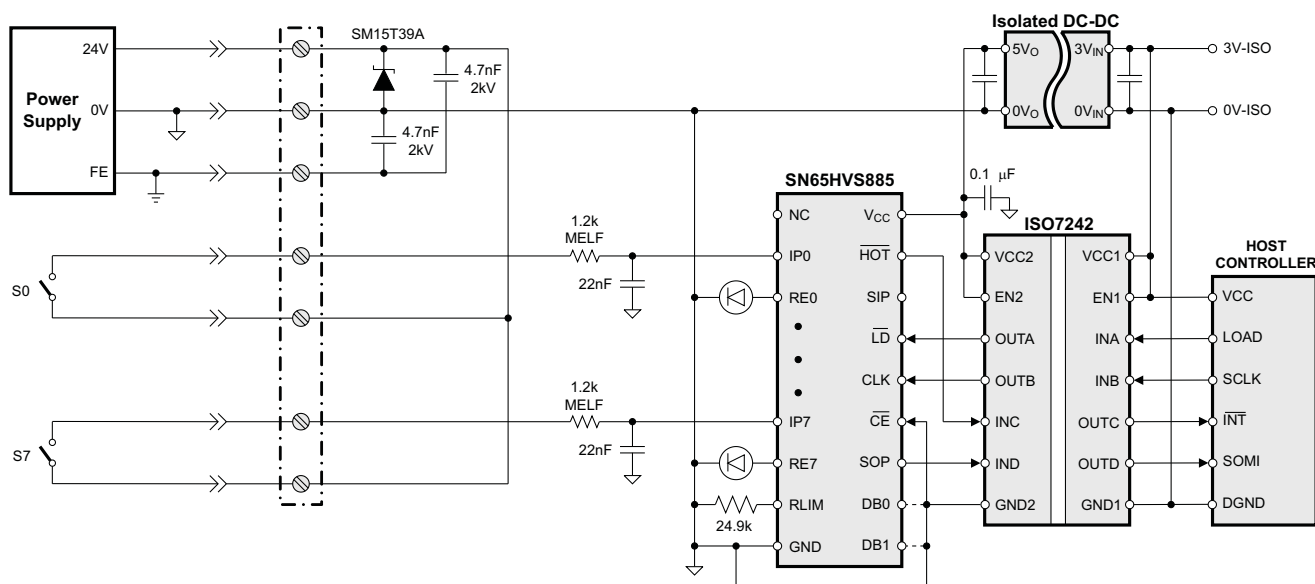 Isolated DC-DC
SM15T39A
24V
5VO
3VIN
3V-ISO
4.7nF
2kV
Power
Supply
0V
0VO
0VIN
0V-ISO
4.7nF
2kV
FE
SN65HVS885
0.1 μF
NC
VCC
1.2k
MELF
ISO7242
HOST
CONTROLLER
IP0
HOT
VCC2
VCC1
22nF
S0
RE0
SIP
EN2
EN1
VCC
LD
OUTA
INA
LOAD
1.2k
MELF
CLK
OUTB
INB
SCLK
IP7
CE
INC
OUTC
INT
22nF
S7
RE7
SOP
IND
OUTD
SOMI
RLIM
DB0
GND2
GND1
DGND
24.9k
GND
DB1